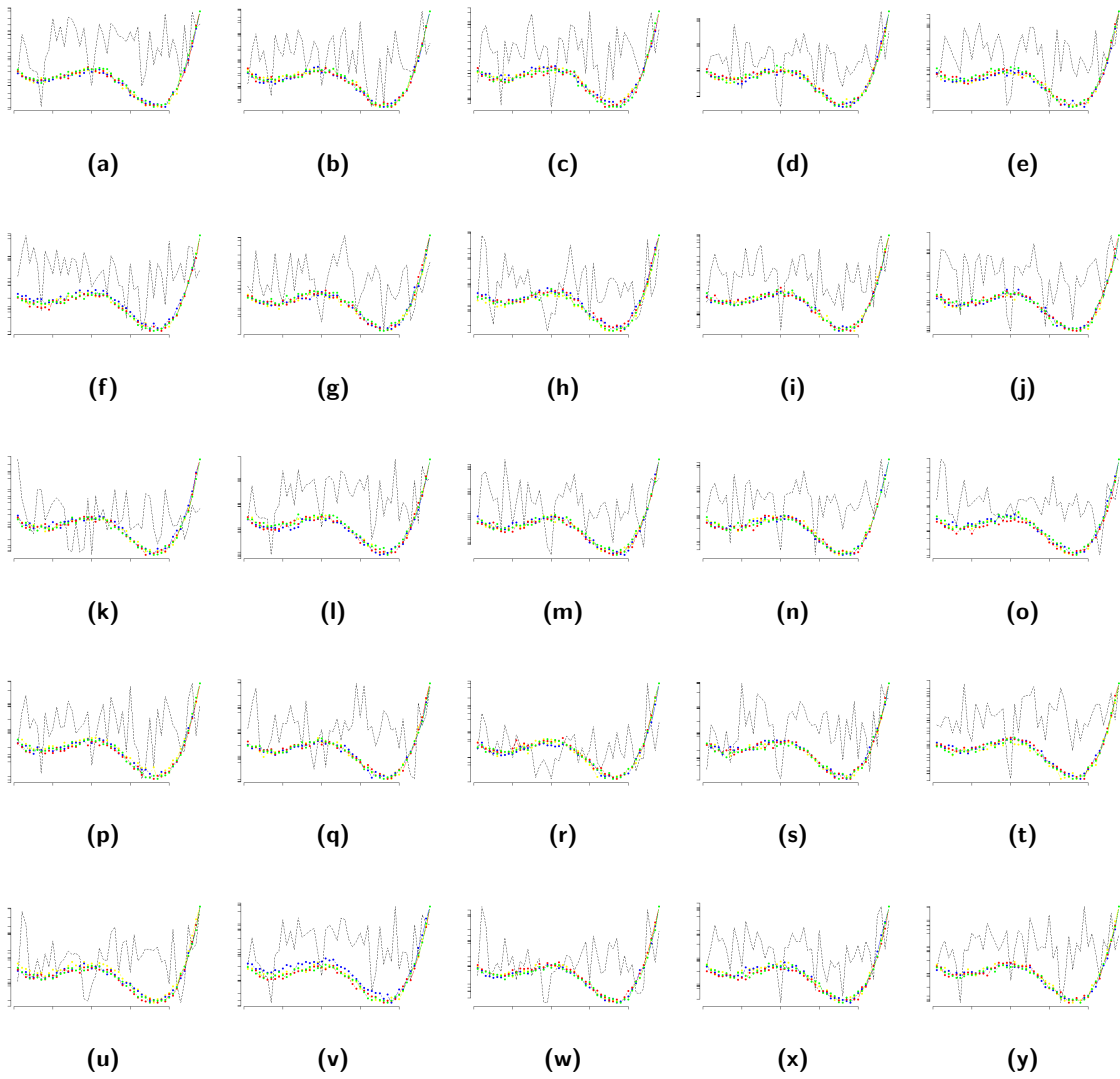 (a) (b) (c) (d) (e)
(f) (g) (h) (i) (j)
(k) (l) (m) (n) (o)
(p) (q) (r) (s) (t)
(u) (v) (w) (x) (y)